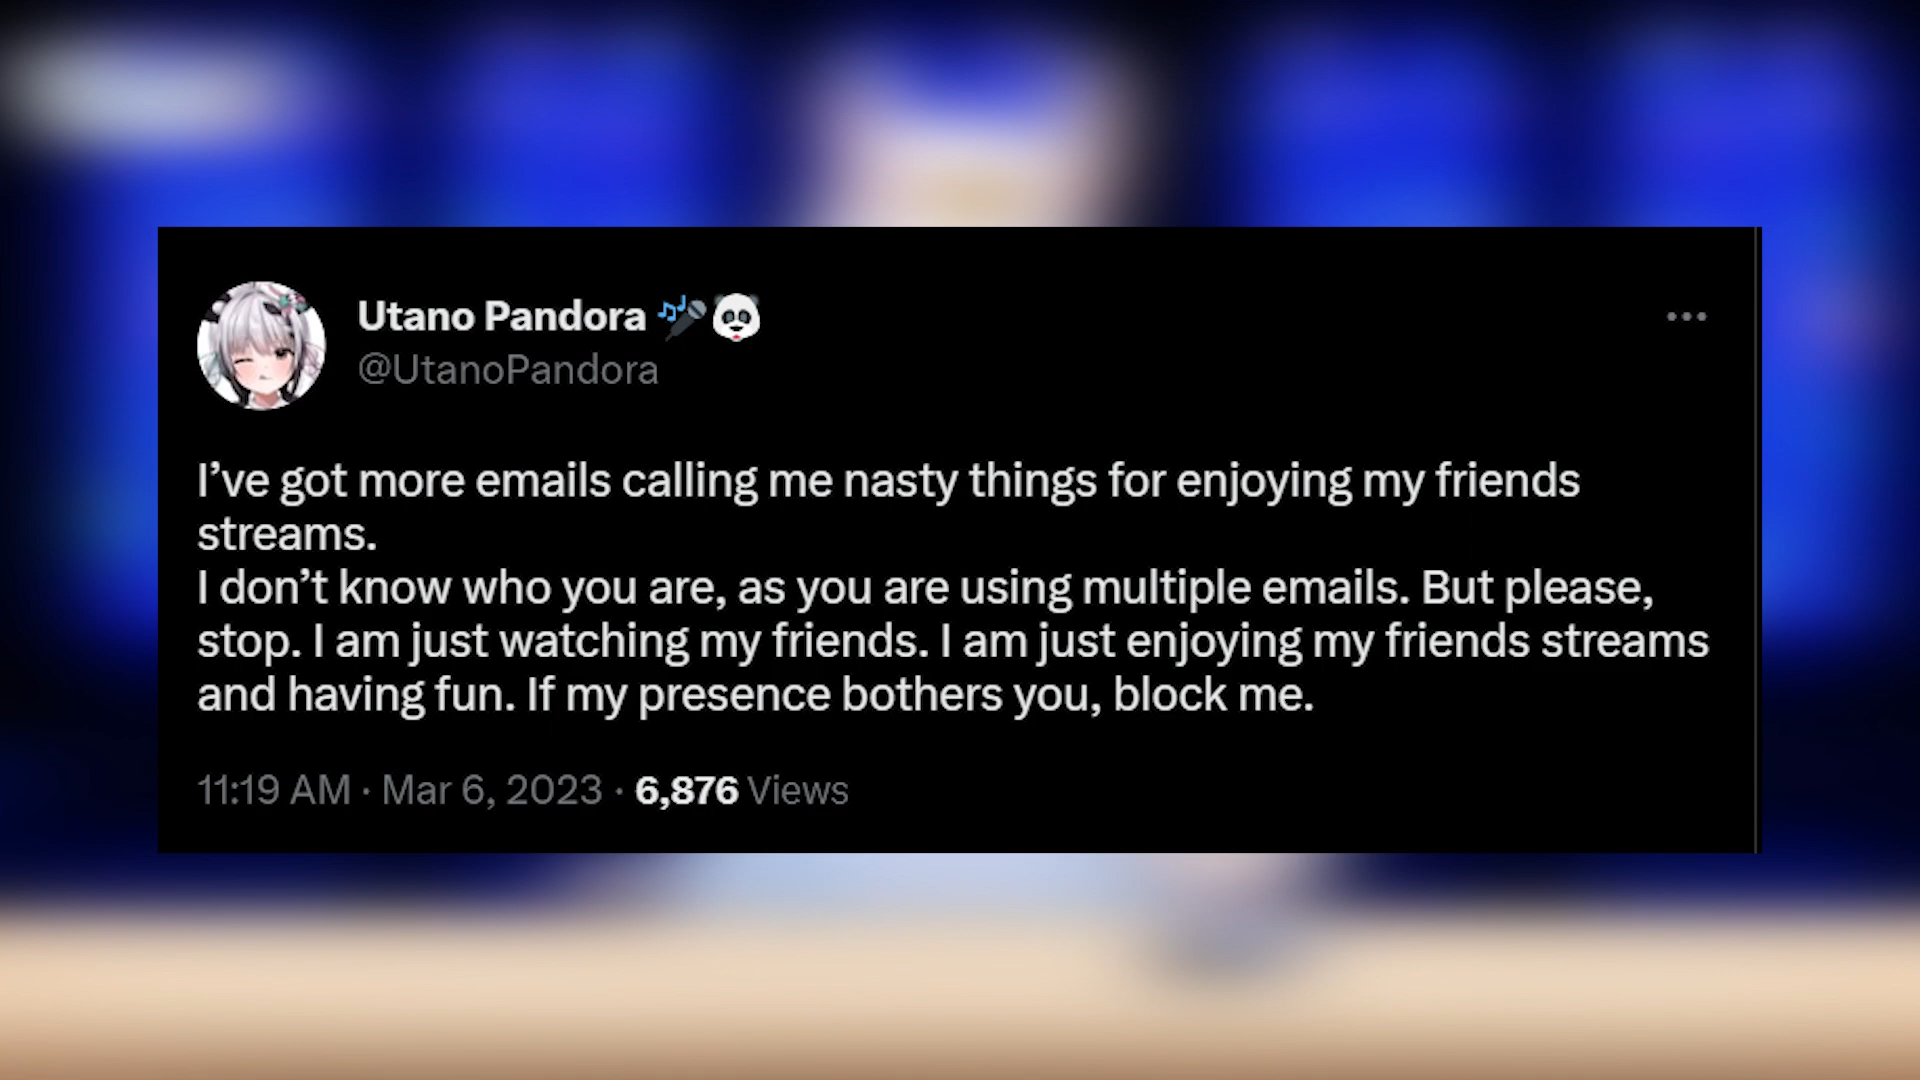 Utano Pandora 🎶🎤🐼
@UtanoPandora
I’ve got more emails calling me nasty things for enjoying my friends
streams.
I don’t know who you are, as you are using multiple emails. But please,
stop. I am just watching my friends. I am just enjoying my friends streams
and having fun. If my presence bothers you, block me.
11:19 AM · Mar 6, 2023 · 6,876 Views